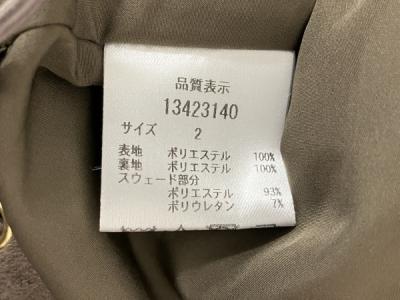 品質表示
13423140
サイズ 2
表地 ポリエステル 100%
裏地 ポリエステル 100%
スウェード部分
ポリエステル 93%
ポリウレタン 7%